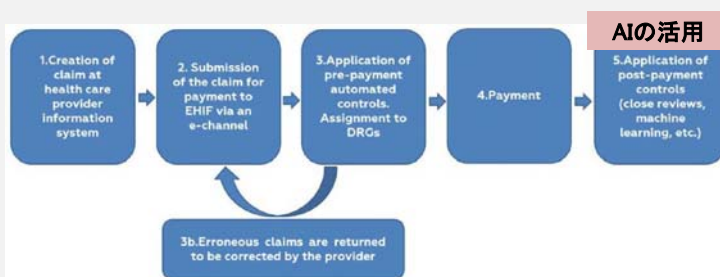 AIの活用
1.Creation of
claim at
health care
provider
information
system
2. Submission
of the claim for
payment to
EHIF via an
e-channel
3.Application of
pre-payment
automated
controls.
Assignment to
DRGs
4.Payment
5.Application of
post-payment
controls
(close reviews,
machine
learning, etc.)
3b.Erroneous claims are returned
to be corrected by the provider